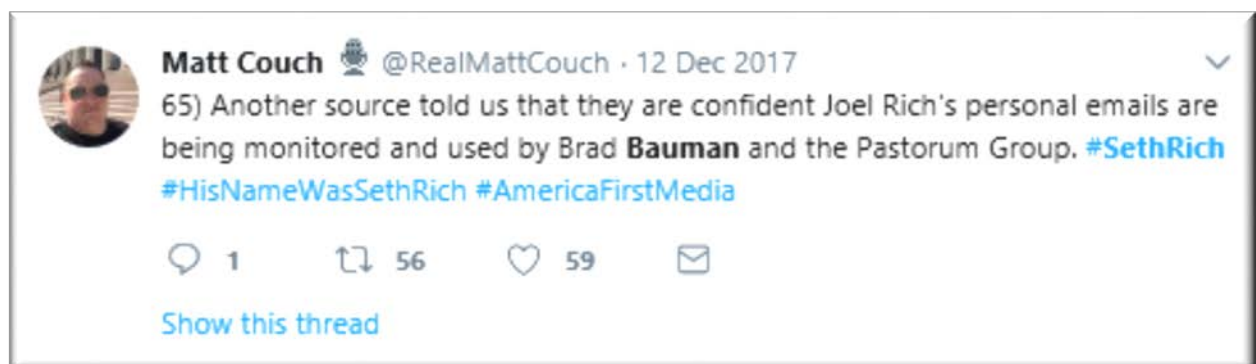 Matt Couch @RealMattCouch · 12 Dec 2017
65) Another source told us that they are confident Joel Rich's personal emails are
being monitored and used by Brad Bauman and the Pastorum Group. #SethRich
#HisNameWasSethRich #AmericaFirstMedia
1 56 59
Show this thread